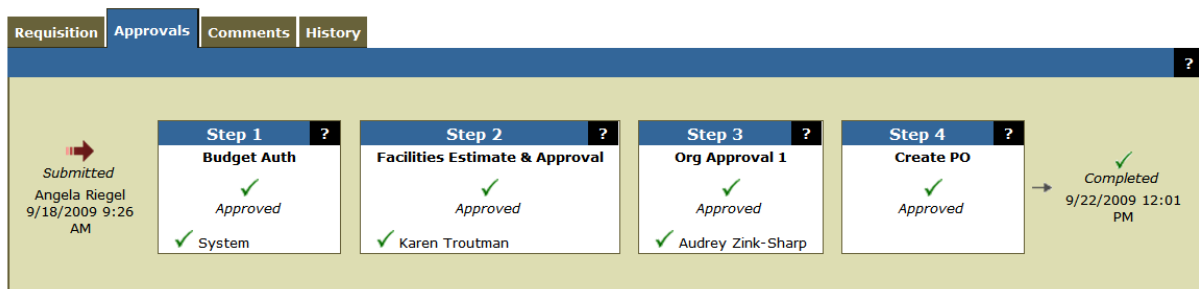 Requisition Approvals Comments History
?
Step 1 ?
Budget Auth
Approved
System
Step 2 ?
Facilities Estimate & Approval
Approved
Karen Troutman
Step 3 ?
Org Approval 1
Approved
Audrey Zink-Sharp
Step 4 ?
Create PO
Approved
Submitted
Angela Riegel
9/18/2009 9:26
AM
Completed
9/22/2009 12:01
PM